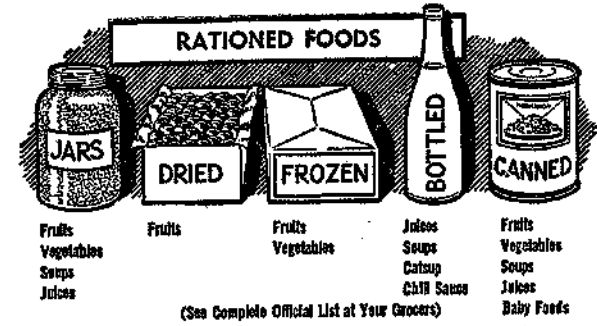 RATIONED FOODS
JARS
DRIED
FROZEN
BOTTLED
CANNED
Fruits
Vegetables
Soups
Juices
Fruits
Fruits
Vegetables
Juices
Soups
Catsup
Chili Sauce
Fruits
Vegetables
Soups
Juices
Baby Foods
(See Complete Official List at Your Grocers)